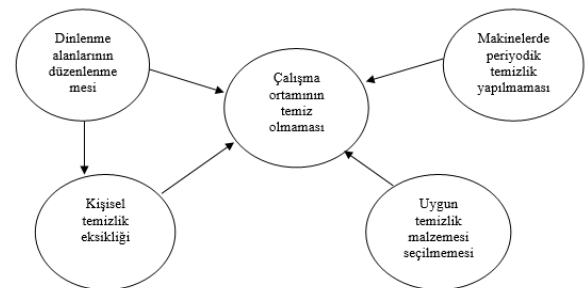 Dinlenme
alanlarının
düzenlenme
mesi
Çalışma
ortamının
temiz
olmaması
Makinelerde
periyodik
temizlik
yapılmaması
Kişisel
temizlik
eksikliği
Uygun
temizlik
malzemesi
seçilmemesi